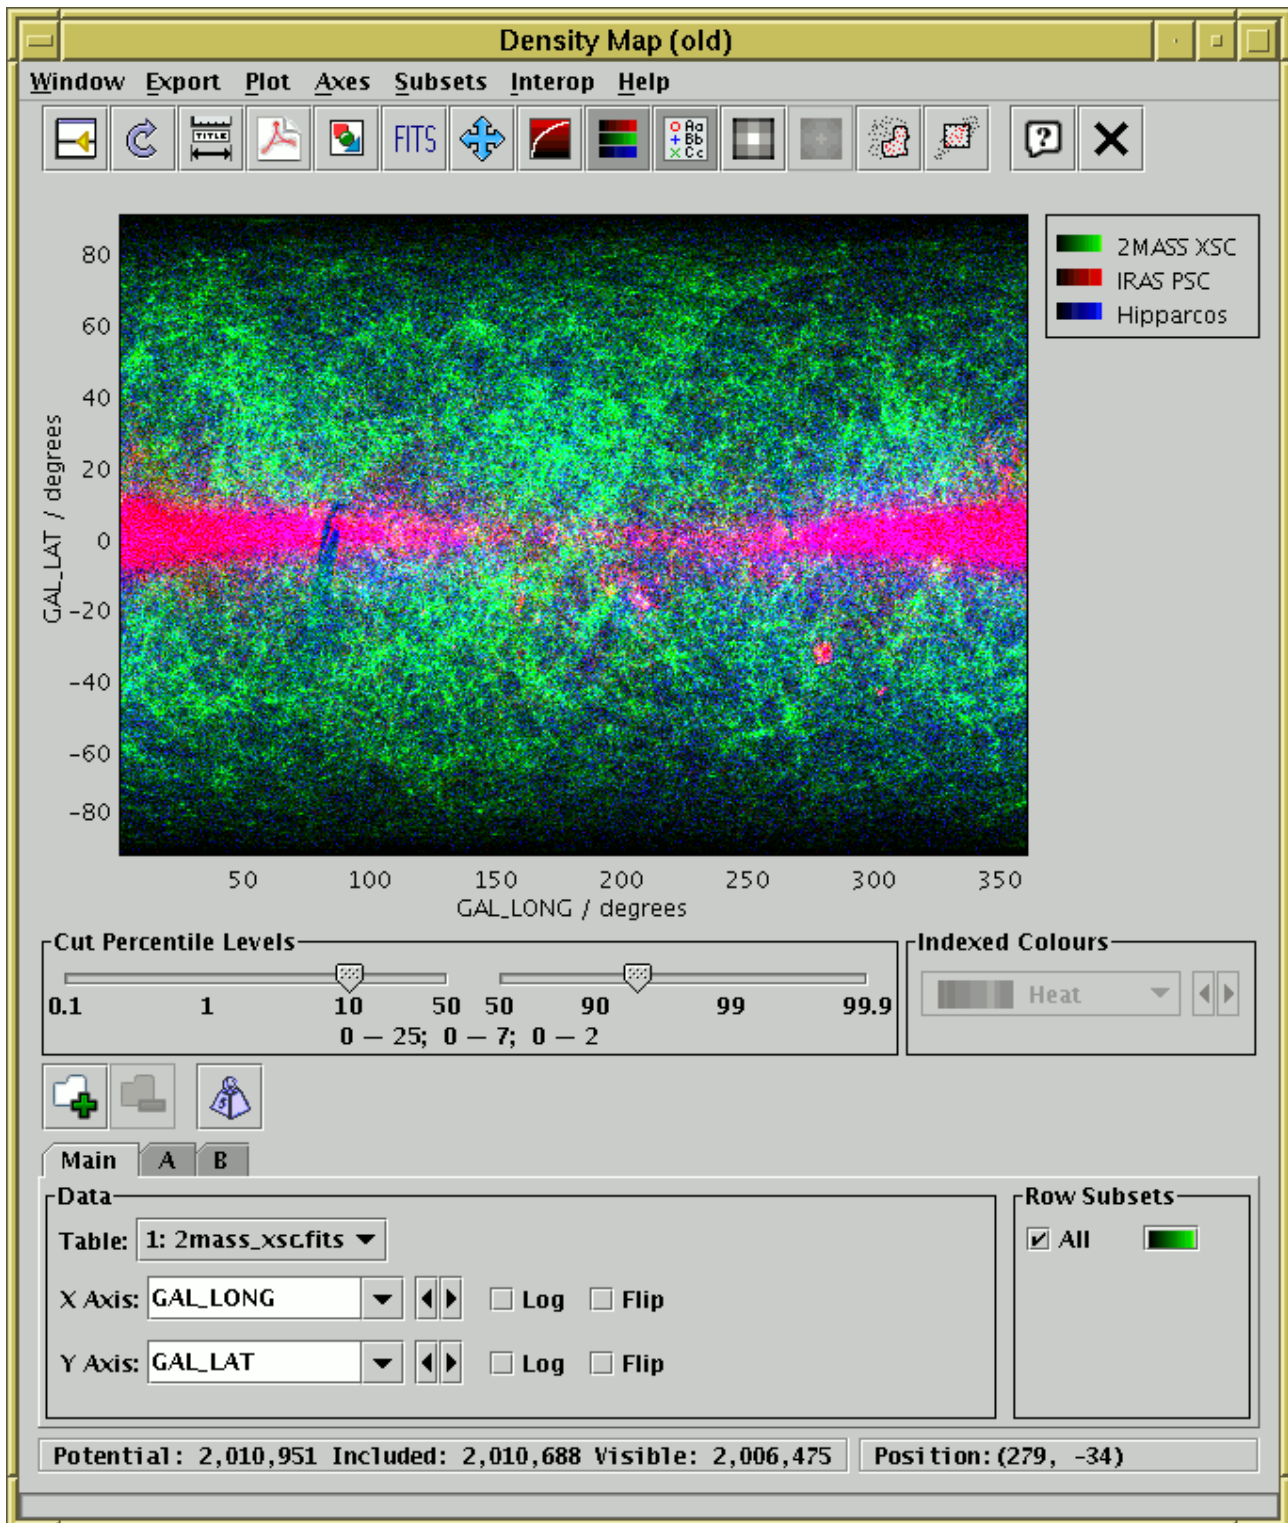 Density Map (old)
Window Export Plot Axes Subsets Interop Help
TITLE FITS Aa
Bb
Cc
?
2MASS XSC
IRAS PSC
Hipparcos
80
60
40
20
0
-20
-40
-60
-80
GAL_LAT / degrees
50 100 150 200 250 300 350
GAL_LONG / degrees
Cut Percentile Levels
0.1 1 10 50 50 90 99 99.9
0 — 25; 0 — 7; 0 — 2
Indexed Colours
Heat
Main A B
Data
Table: 1: 2mass_xsc.fits
X Axis: GAL_LONG Log Flip
Y Axis: GAL_LAT Log Flip
Row Subsets
All
Potential: 2,010,951 Included: 2,010,688 Visible: 2,006,475
Position:(279, -34)